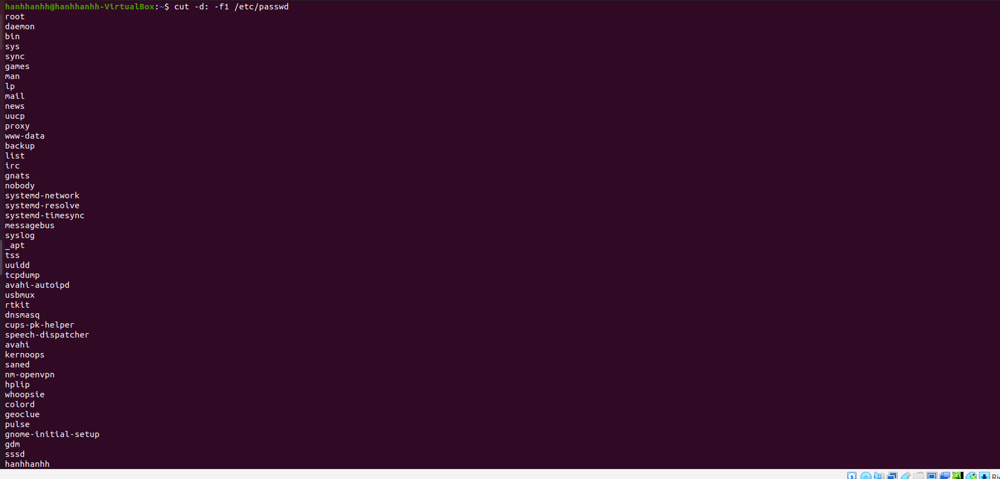 hanhhanhh@hanhhanhh-VirtualBox:~$ cut -d: -f1 /etc/passwd
root
daemon
bin
sys
sync
games
man
lp
mail
news
uucp
proxy
www-data
backup
list
irc
gnats
nobody
systemd-network
systemd-resolve
systemd-timesync
messagebus
syslog
_apt
tss
uuidd
tcpdump
avahi-autoipd
usbmux
rtkit
dnsmasq
cups-pk-helper
speech-dispatcher
avahi
kernoops
saned
nm-openvpn
hplip
whoopsie
colord
geoclue
pulse
gnome-initial-setup
gdm
sssd
hanhhanhh